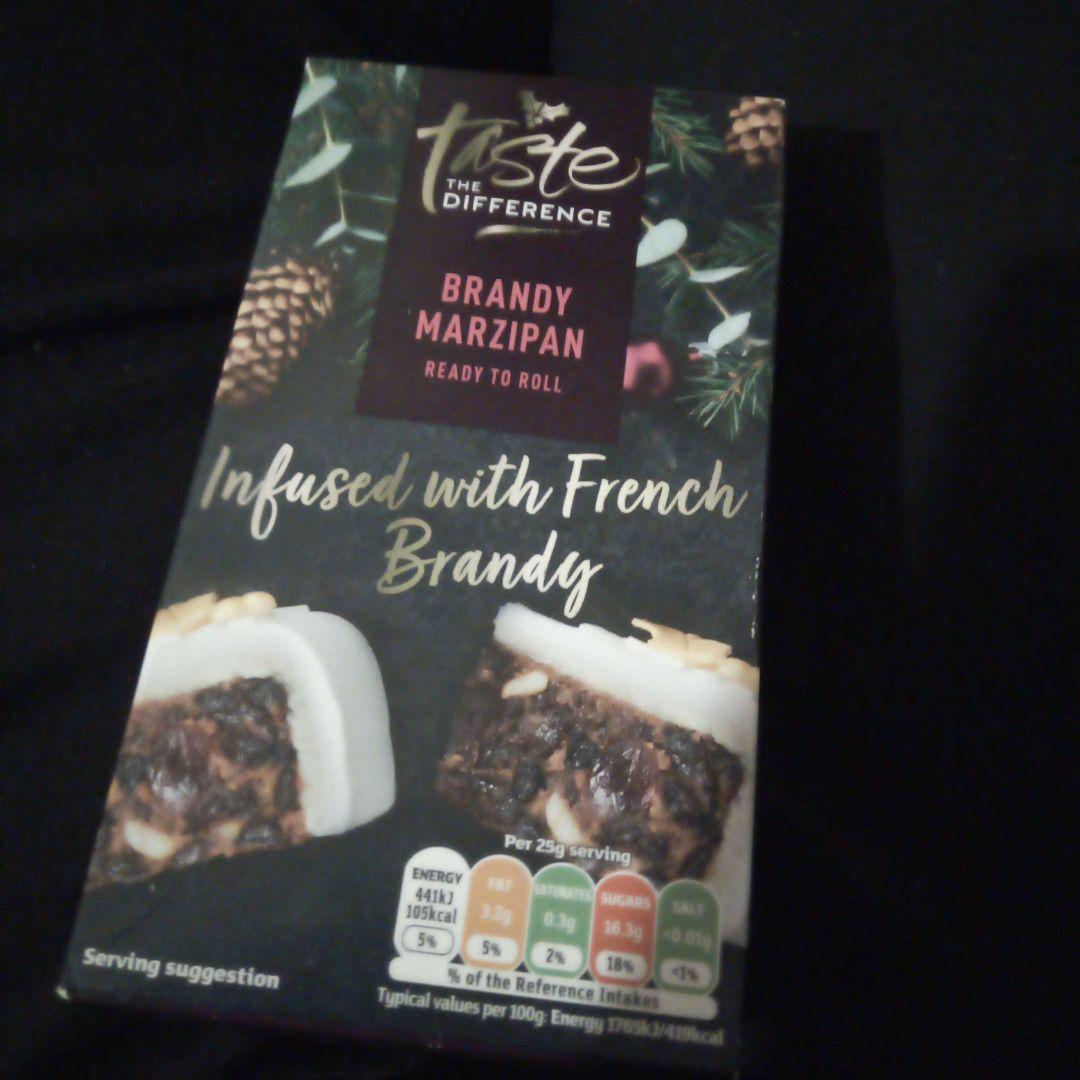 taste
THE
DIFFERENCE
BRANDY
MARZIPAN
READY TO ROLL
Infused with French
Brandy
Per 25g serving
ENERGY
441kJ
105kcal
5%
FAT
3.2g
5%
SATURATES
0.3g
2%
SUGARS
16.3g
18%
SALT
<0.01g
<1%
% of the Reference Intakes
Typical values per 100g: Energy 1765kJ/419kcal
Serving suggestion